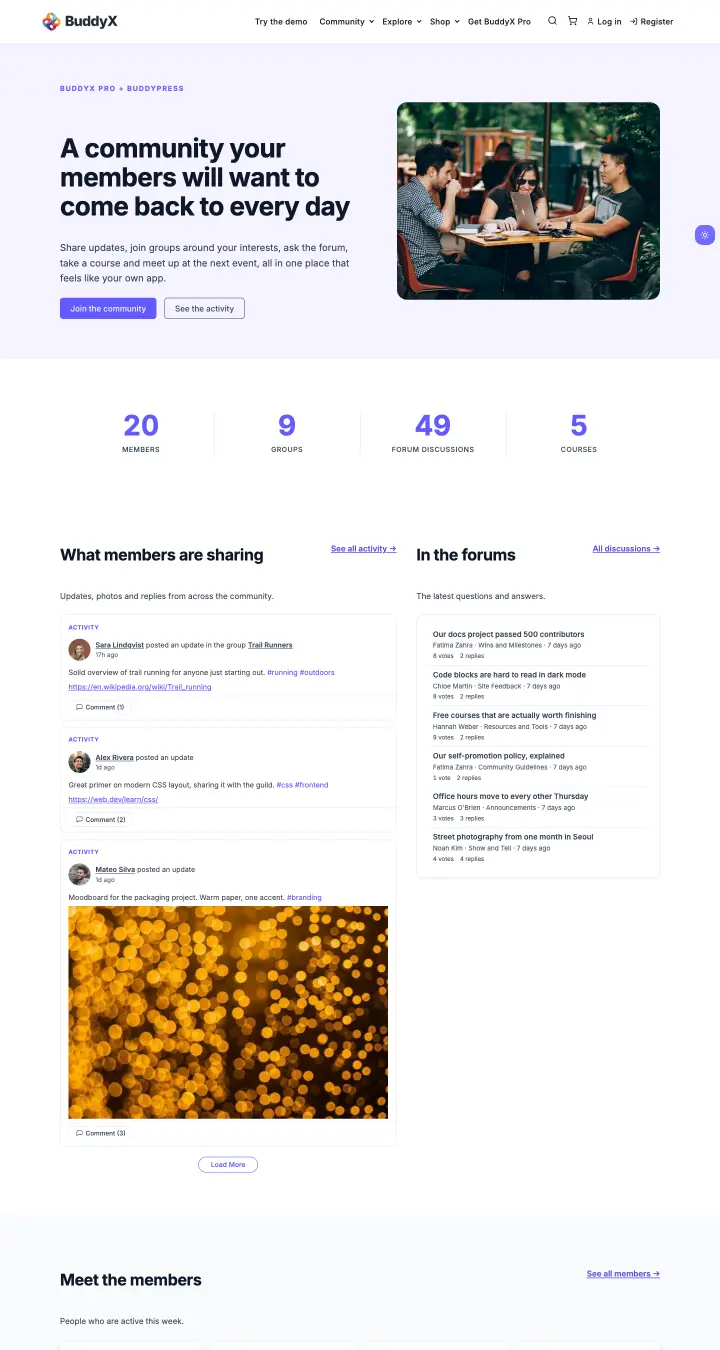 BuddyX
Try the demo
Community
Explore
Shop
Get BuddyX Pro
Log in
Register
BUDDYX PRO + BUDDYPRESS
A community your
members will want to
come back to every day
Share updates, join groups around your interests, ask the forum,
take a course and meet up at the next event, all in one place that
feels like your own app.
Join the community
See the activity
20
MEMBERS
9
GROUPS
49
FORUM DISCUSSIONS
5
COURSES
What members are sharing
See all activity →
Updates, photos and replies from across the community.
ACTIVITY
Sara Lindqvist posted an update in the group Trail Runners
17h ago
Solid overview of trail running for anyone just starting out. #running #outdoors
https://en.wikipedia.org/wiki/Trail_running
Comment (1)
ACTIVITY
Alex Rivera posted an update
1d ago
Great primer on modern CSS layout, sharing it with the guild. #css #frontend
https://web.dev/learn/css/
Comment (2)
ACTIVITY
Mateo Silva posted an update
1d ago
Moodboard for the packaging project. Warm paper, one accent. #branding
Comment (3)
Load More
In the forums
All discussions →
The latest questions and answers.
Our docs project passed 500 contributors
Fatima Zahra · Wins and Milestones · 7 days ago
8 votes 2 replies
Code blocks are hard to read in dark mode
Chloe Martin · Site Feedback · 7 days ago
8 votes 2 replies
Free courses that are actually worth finishing
Hannah Weber · Resources and Tools · 7 days ago
9 votes 2 replies
Our self-promotion policy, explained
Fatima Zahra · Community Guidelines · 7 days ago
1 vote 2 replies
Office hours move to every other Thursday
Marcus O'Brien · Announcements · 7 days ago
3 votes 3 replies
Street photography from one month in Seoul
Noah Kim · Show and Tell · 7 days ago
4 votes 4 replies
Meet the members
See all members →
People who are active this week.